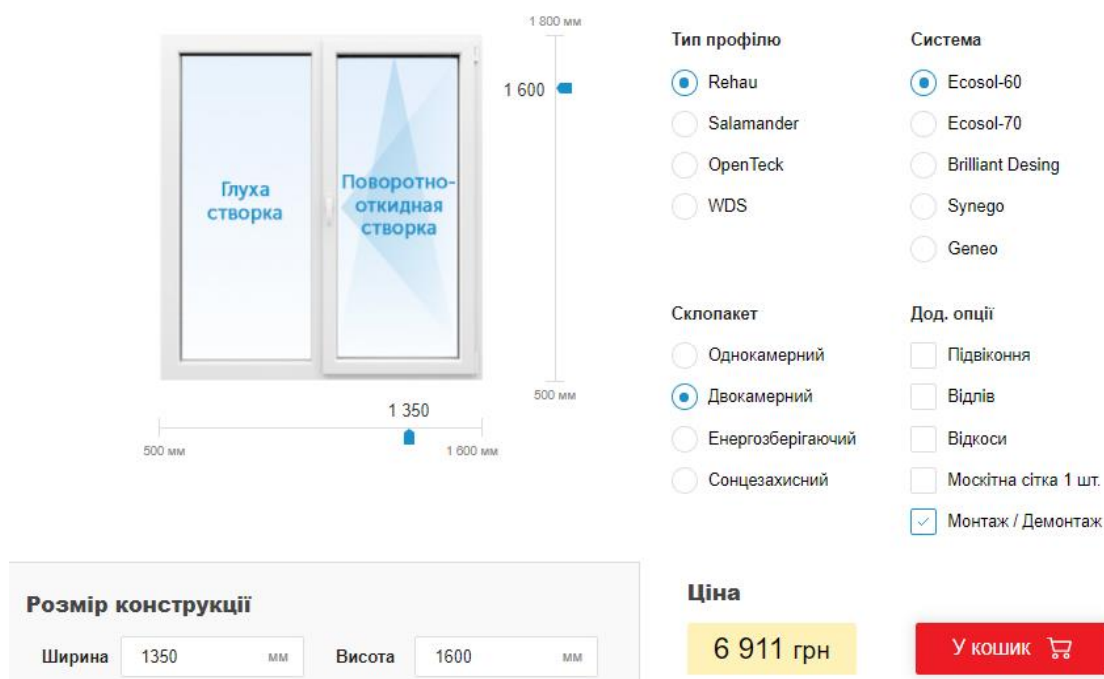 1 800 мм
1 600
Глуха
створка
Поворотно-
откидная
створка
500 мм
1 350
500 мм
1 600 мм
Тип профілю
Rehau
Salamander
OpenTeck
WDS
Система
Ecosol-60
Ecosol-70
Brilliant Desing
Synego
Geneo
Склопакет
Однокамерний
Двокамерний
Енергозберігаючий
Сонцезахисний
Дод. опції
Підвіконня
Відлів
Відкоси
Москітна сітка 1 шт.
Монтаж / Демонтаж
Розмір конструкції
Ширина 1350 мм Висота 1600 мм
Ціна
6 911 грн
У кошик